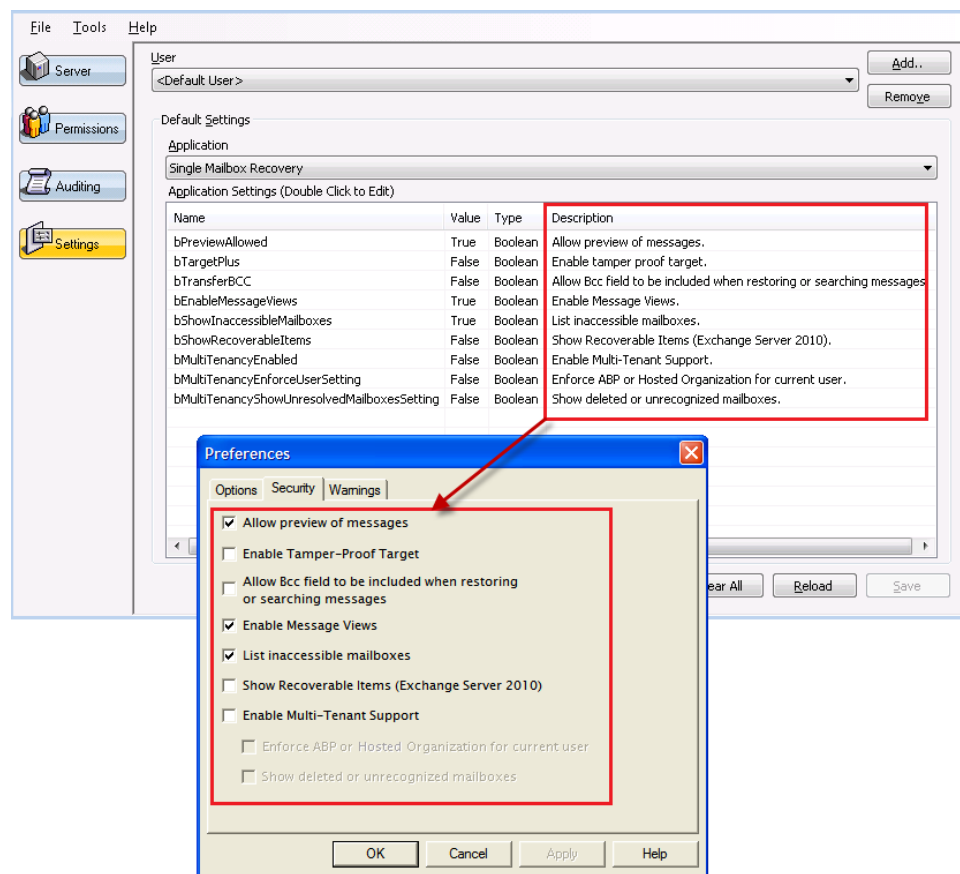 File Tools Help
Server
Permissions
Auditing
Settings
User
<Default User>
Add..
Remove
Default Settings
Application
Single Mailbox Recovery
Application Settings (Double Click to Edit)
Name Value Type Description
bPreviewAllowed True Boolean Allow preview of messages.
bTargetPlus False Boolean Enable tamper proof target.
bTransferBCC False Boolean Allow Bcc field to be included when restoring or searching messages
bEnableMessageViews True Boolean Enable Message Views.
bShowInaccessibleMailboxes True Boolean List inaccessible mailboxes.
bShowRecoverableItems False Boolean Show Recoverable Items (Exchange Server 2010).
bMultiTenancyEnabled False Boolean Enable Multi-Tenant Support.
bMultiTenancyEnforceUserSetting False Boolean Enforce ABP or Hosted Organization for current user.
bMultiTenancyShowUnresolvedMailboxesSetting False Boolean Show deleted or unrecognized mailboxes.
ear All Reload Save
Preferences
Options Security Warnings
Allow preview of messages
Enable Tamper-Proof Target
Allow Bcc field to be included when restoring
or searching messages
Enable Message Views
List inaccessible mailboxes
Show Recoverable Items (Exchange Server 2010)
Enable Multi-Tenant Support
Enforce ABP or Hosted Organization for current user
Show deleted or unrecognized mailboxes
OK Cancel Apply Help